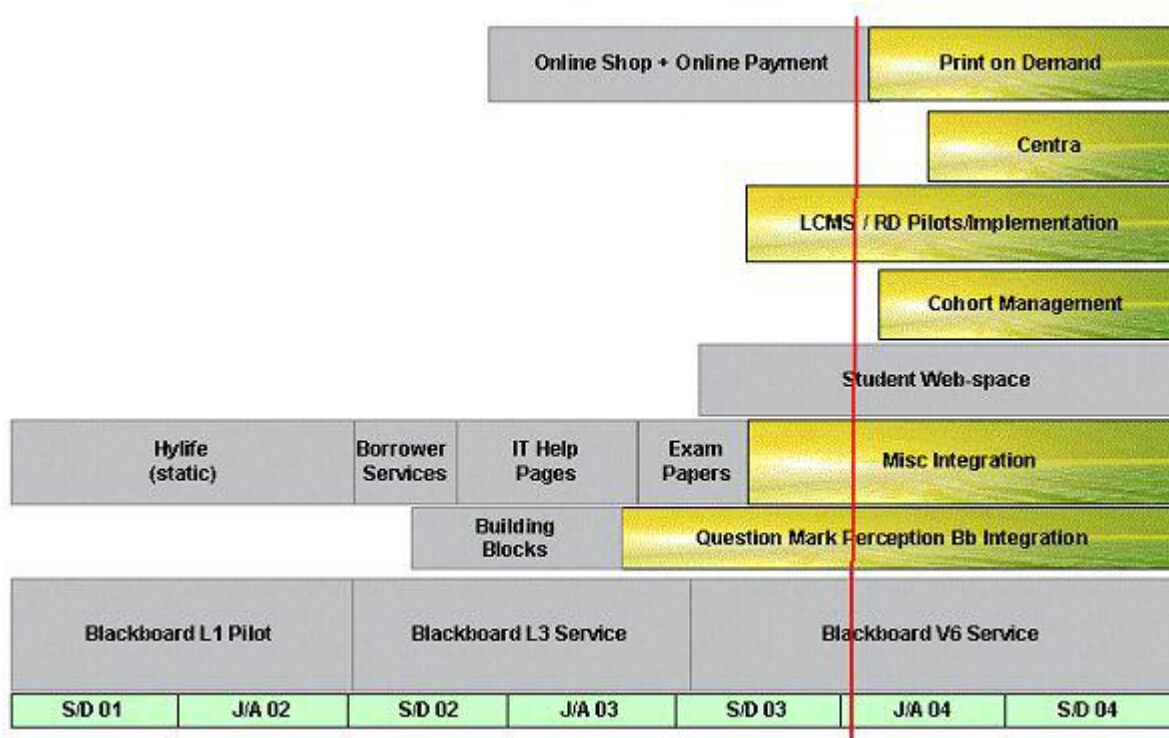 Online Shop + Online Payment
Print on Demand
Centra
LCMS / RD Pilots/Implementation
Cohort Management
Student Web-space
Hylife
(static)
Borrower
Services
IT Help
Pages
Exam
Papers
Misc Integration
Building
Blocks
Question Mark Perception Bb Integration
Blackboard L1 Pilot
Blackboard L3 Service
Blackboard V6 Service
S/D 01
J/A 02
S/D 02
J/A 03
S/D 03
J/A 04
S/D 04